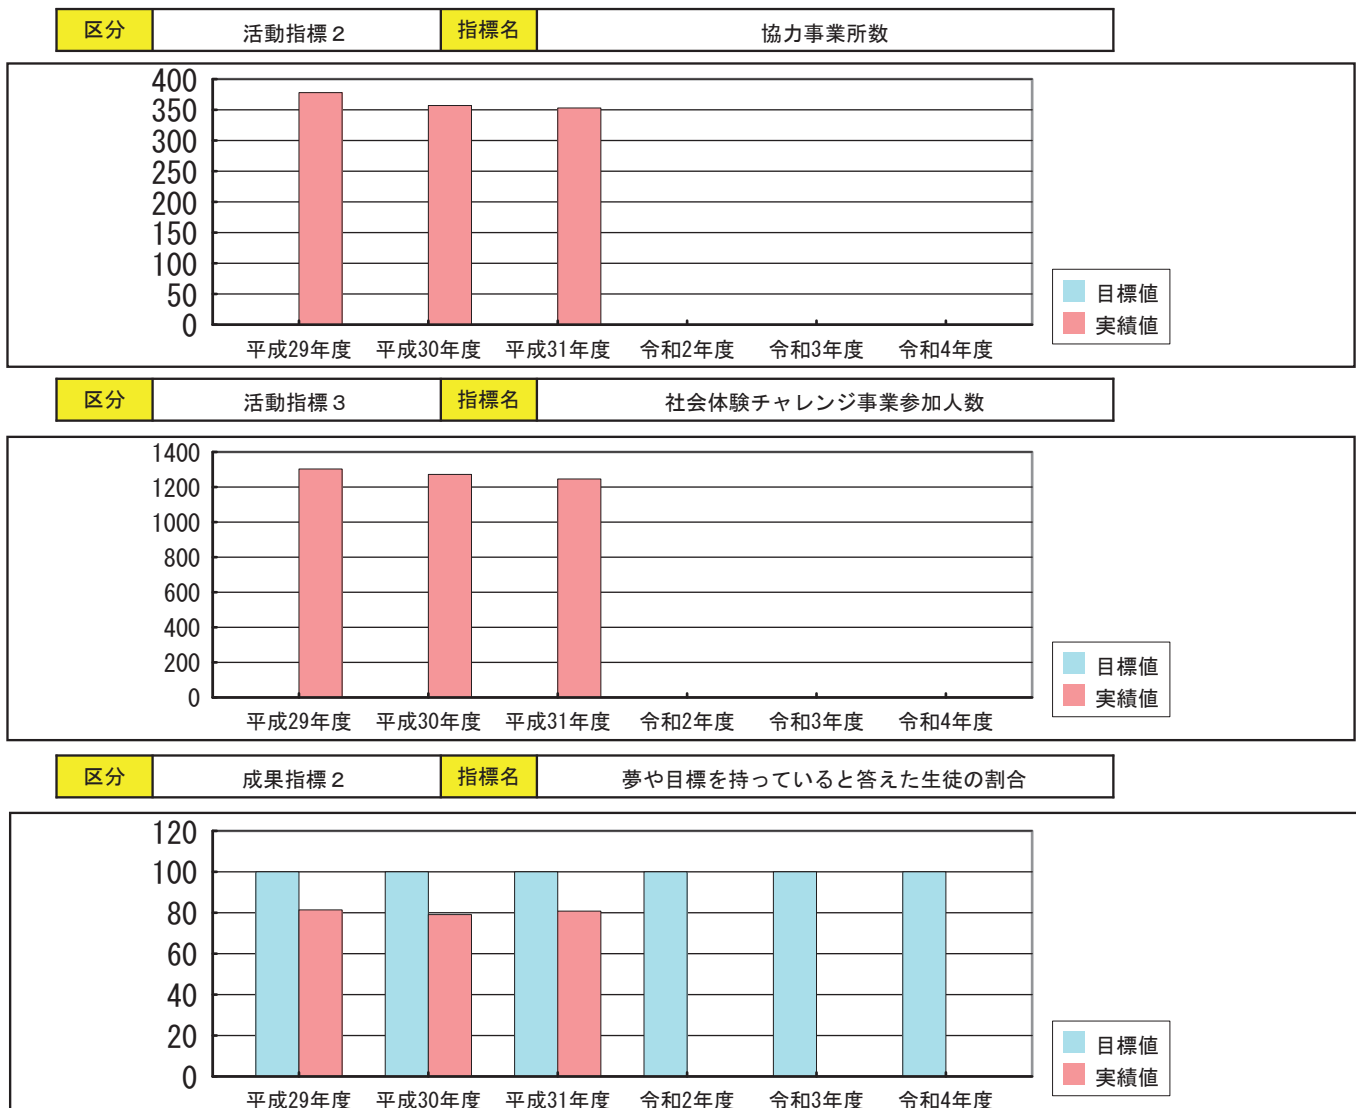 区分 活動指標２ 指標名 協力事業所数
400
350
300
250
200
150
100
50
0
平成29年度 平成30年度 平成31年度 令和2年度 令和3年度 令和4年度
目標値
実績値
区分 活動指標３ 指標名 社会体験チャレンジ事業参加人数
1400
1200
1000
800
600
400
200
0
平成29年度 平成30年度 平成31年度 令和2年度 令和3年度 令和4年度
目標値
実績値
区分 成果指標２ 指標名 夢や目標を持っていると答えた生徒の割合
120
100
80
60
40
20
0
平成29年度 平成30年度 平成31年度 令和2年度 令和3年度 令和4年度
目標値
実績値